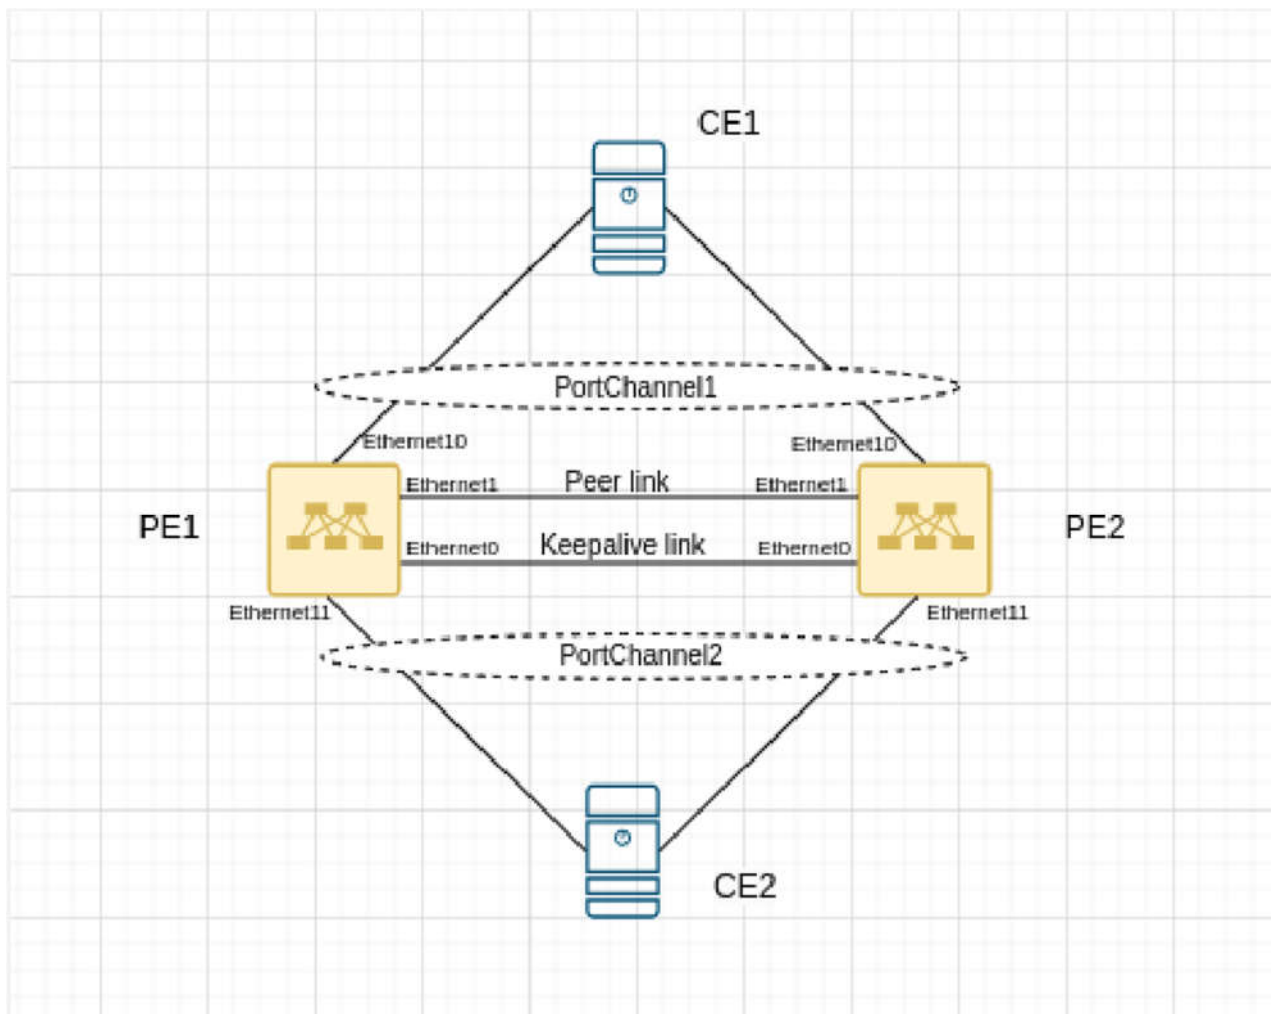 CE1
PortChannel1
Ethernet10
Ethernet10
Ethernet1
Peer link
Ethernet1
PE1
PE2
Ethernet0
Keepalive link
Ethernet0
Ethernet11
Ethernet11
PortChannel2
CE2